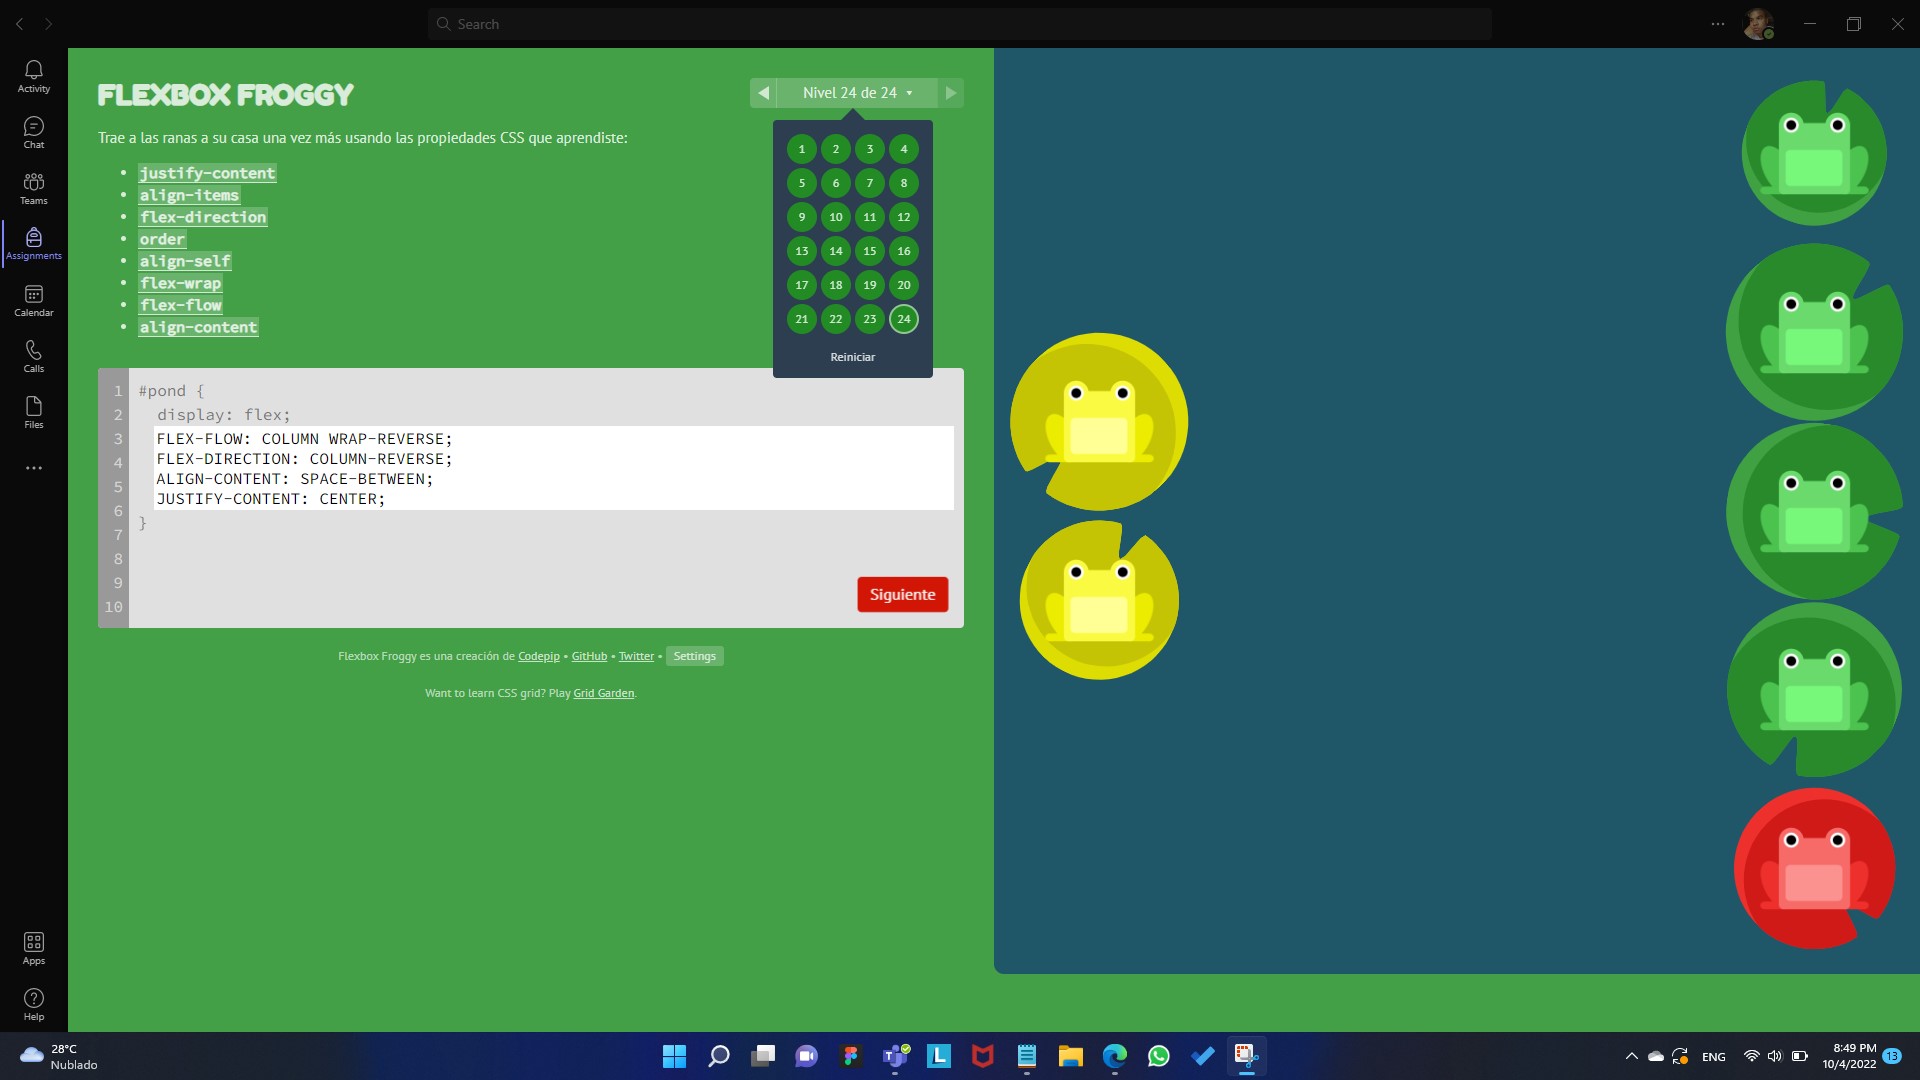 Search
Activity
Chat
Teams
Assignments
Calendar
Calls
Files
Apps
Help
FLEXBOX FROGGY
Nivel 24 de 24
Trae a las ranas a su casa una vez más usando las propiedades CSS que aprendiste:
justify-content
align-items
flex-direction
order
align-self
flex-wrap
flex-flow
align-content
1 2 3 4
5 6 7 8
9 10 11 12
13 14 15 16
17 18 19 20
21 22 23 24
Reiniciar
1 #pond {
2 display: flex;
3 FLEX-FLOW: COLUMN WRAP-REVERSE;
4 FLEX-DIRECTION: COLUMN-REVERSE;
5 ALIGN-CONTENT: SPACE-BETWEEN;
6 JUSTIFY-CONTENT: CENTER;
7 }
8
9
10
Siguiente
Flexbox Froggy es una creación de Codepip • GitHub • Twitter • Settings
Want to learn CSS grid? Play Grid Garden.
28°C
Nublado
ENG
8:49 PM
10/4/2022
13